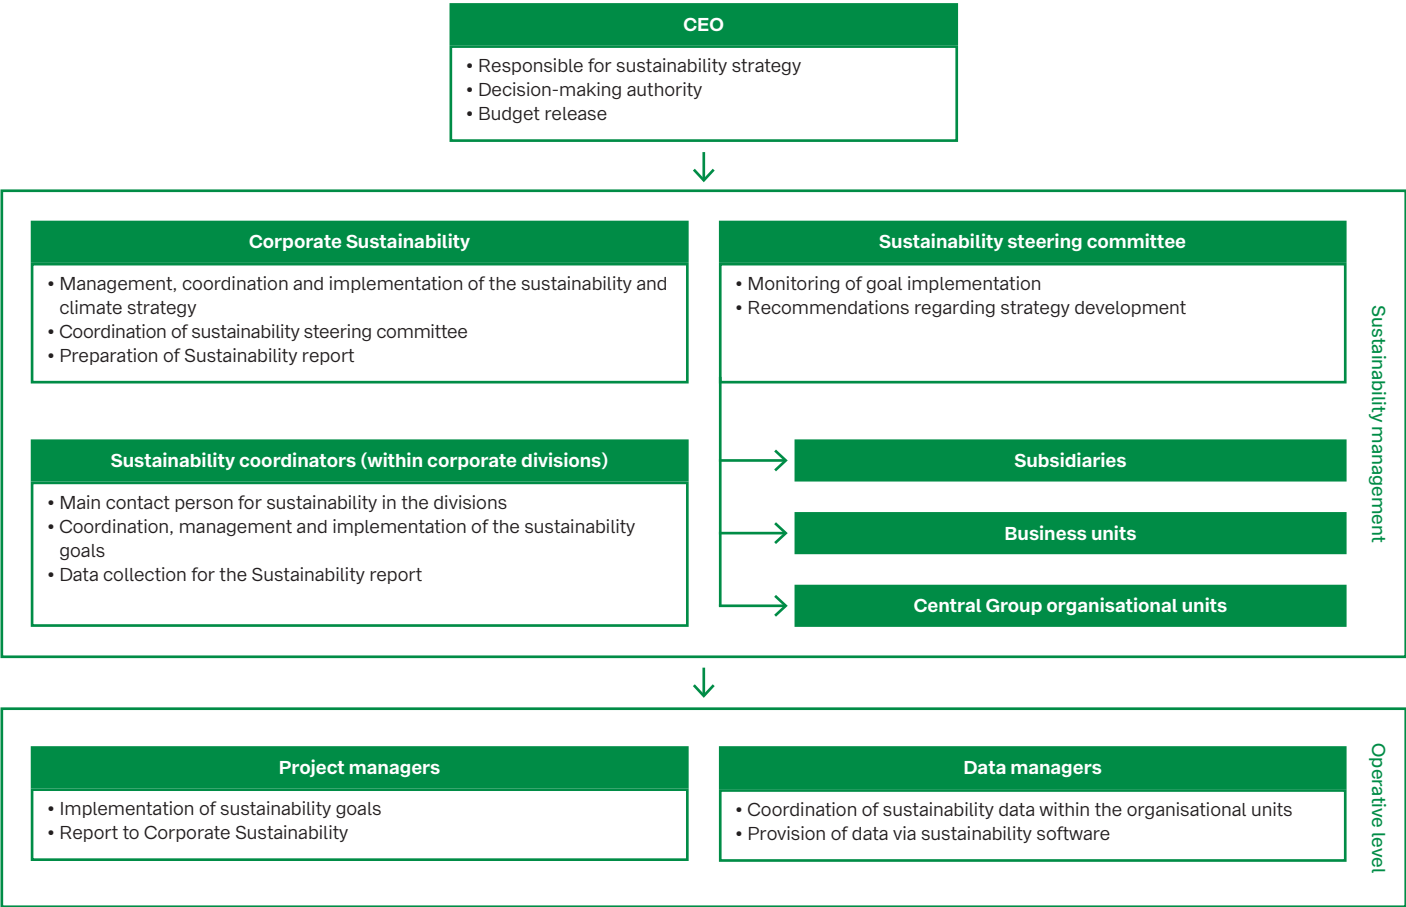 CEO
• Responsible for sustainability strategy
• Decision-making authority
• Budget release
Corporate Sustainability
• Management, coordination and implementation of the sustainability and
climate strategy
• Coordination of sustainability steering committee
• Preparation of Sustainability report
Sustainability steering committee
• Monitoring of goal implementation
• Recommendations regarding strategy development
Sustainability coordinators (within corporate divisions)
• Main contact person for sustainability in the divisions
• Coordination, management and implementation of the sustainability
goals
• Data collection for the Sustainability report
Subsidiaries
Business units
Central Group organisational units
Sustainability management
Project managers
• Implementation of sustainability goals
• Report to Corporate Sustainability
Data managers
• Coordination of sustainability data within the organisational units
• Provision of data via sustainability software
Operative level